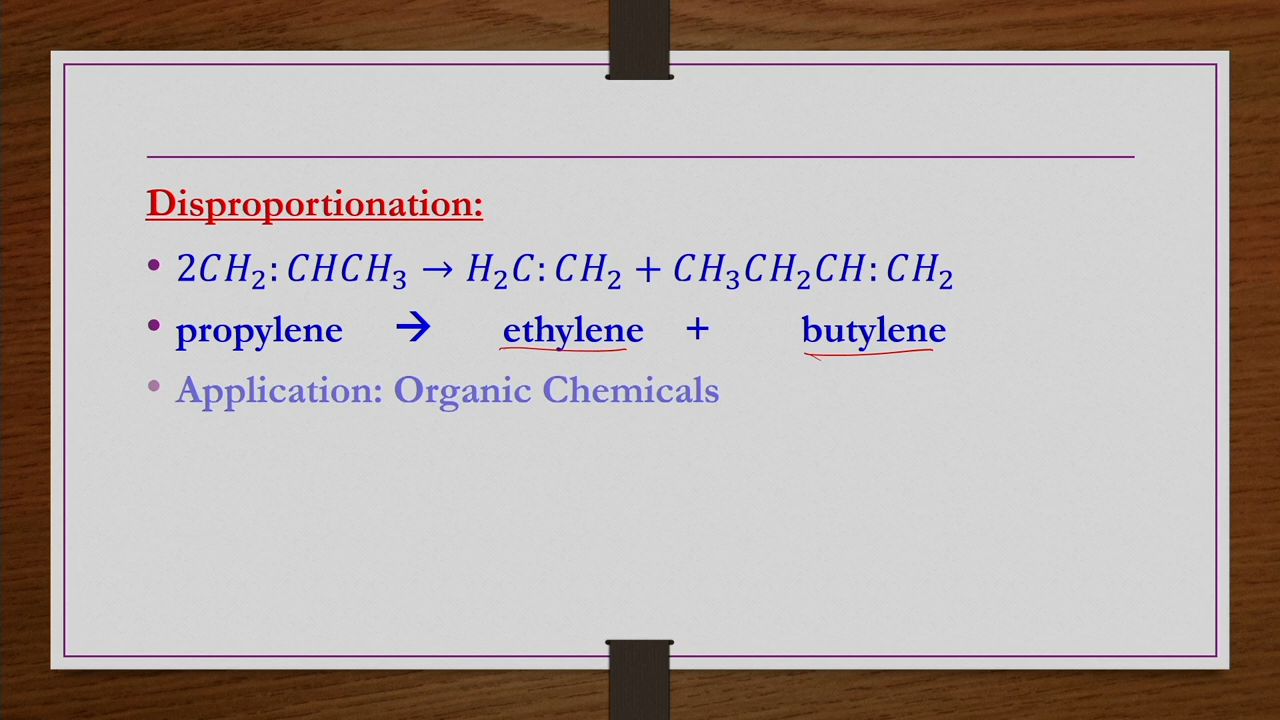 Disproportionation:
• 2CH₂:CHCH₃ → H₂C:CH₂ + CH₃CH₂CH:CH₂
• propylene → ethylene + butylene
• Application: Organic Chemicals